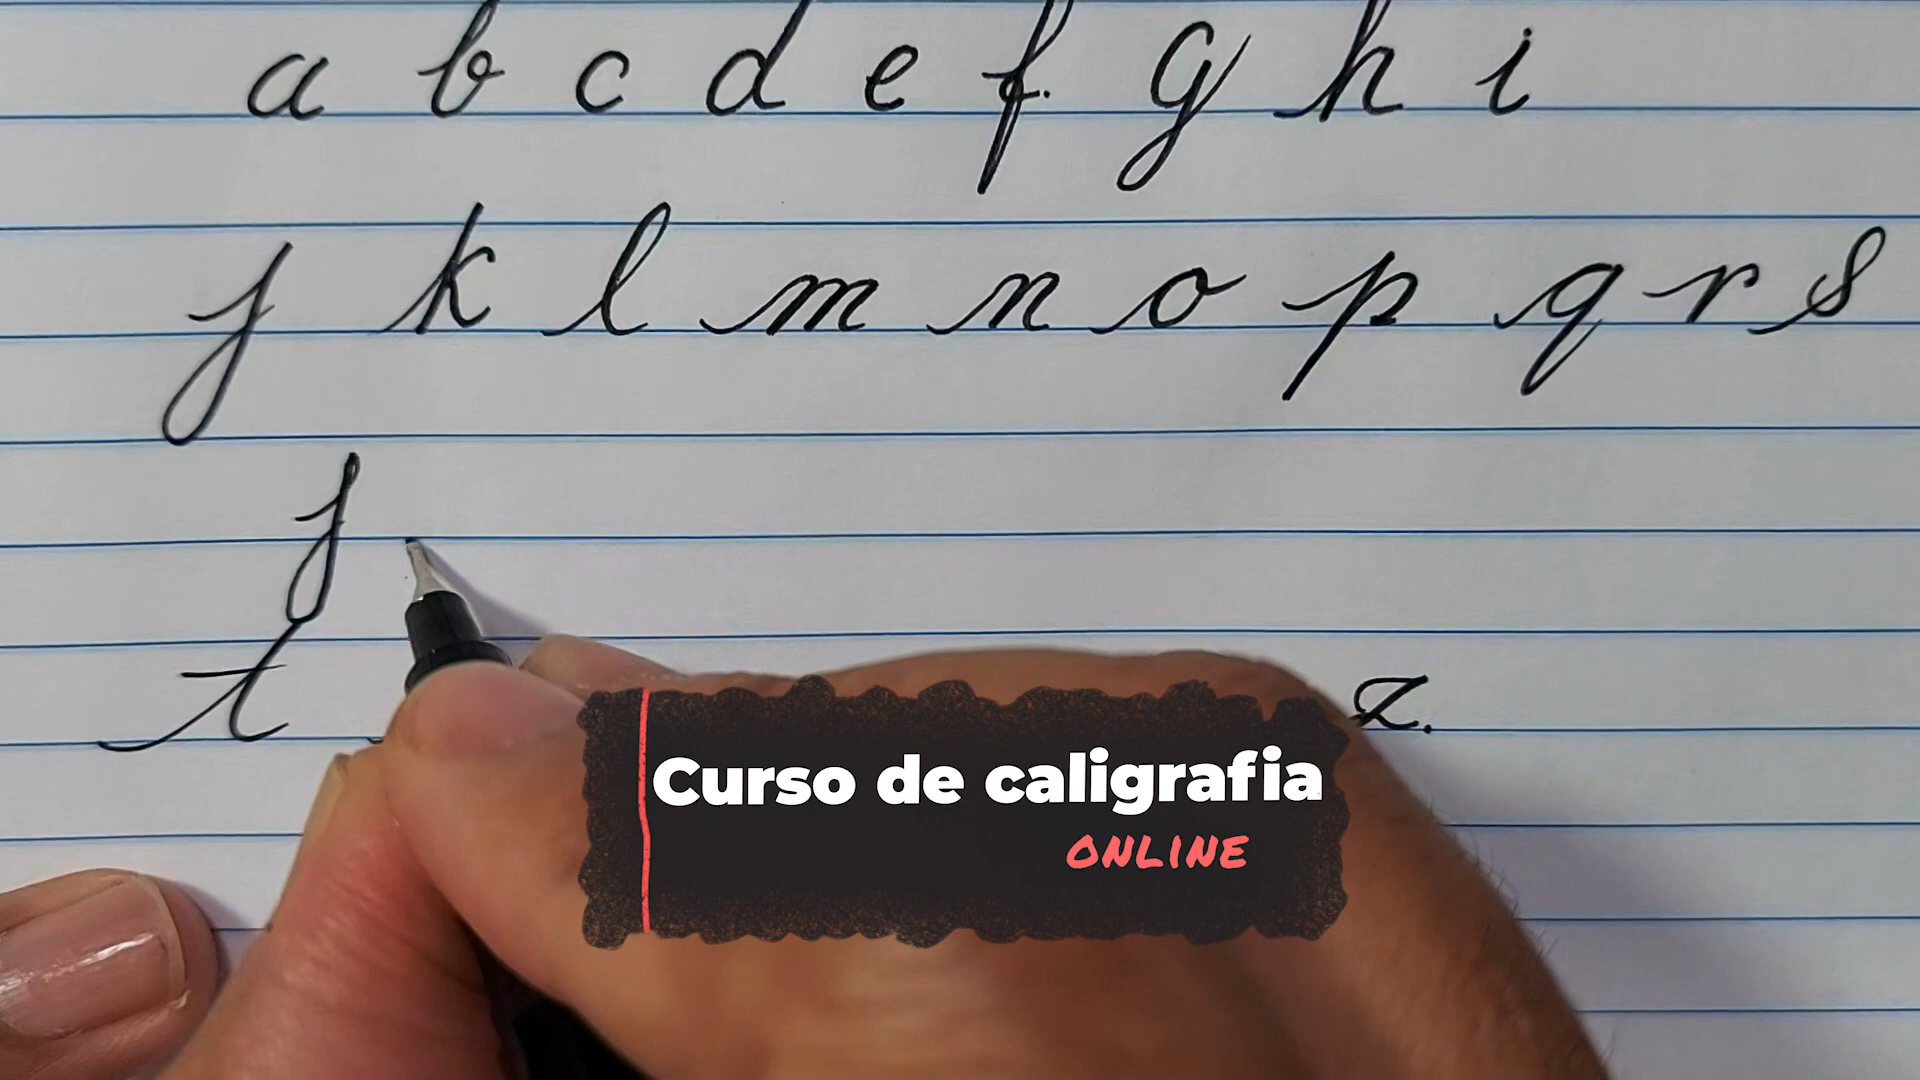 a b c d e f. g h i
j k l m n o p q r s
f
t z.
Curso de caligrafia
ONLINE